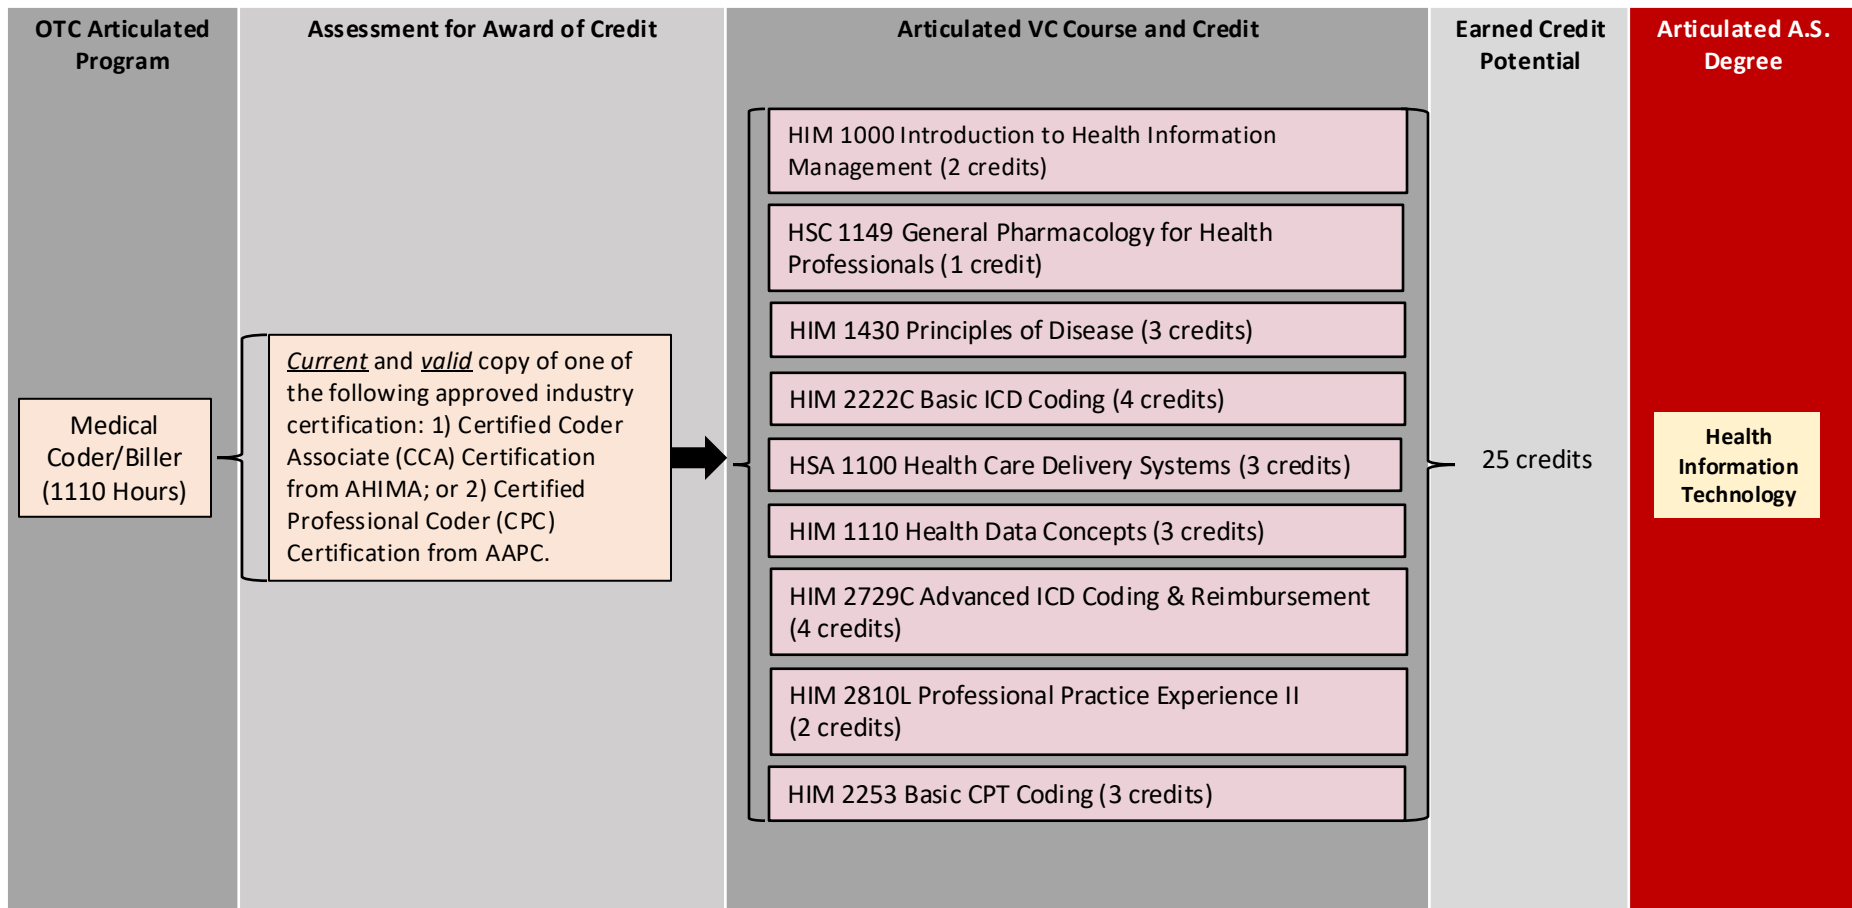 OTC Articulated
Program
Assessment for Award of Credit
Articulated VC Course and Credit
Earned Credit
Potential
Articulated A.S.
Degree
Medical
Coder/Biller
(1110 Hours)
Current and valid copy of one of
the following approved industry
certification: 1) Certified Coder
Associate (CCA) Certification
from AHIMA; or 2) Certified
Professional Coder (CPC)
Certification from AAPC.
HIM 1000 Introduction to Health Information
Management (2 credits)
HSC 1149 General Pharmacology for Health
Professionals (1 credit)
HIM 1430 Principles of Disease (3 credits)
HIM 2222C Basic ICD Coding (4 credits)
HSA 1100 Health Care Delivery Systems (3 credits)
HIM 1110 Health Data Concepts (3 credits)
HIM 2729C Advanced ICD Coding & Reimbursement
(4 credits)
HIM 2810L Professional Practice Experience II
(2 credits)
HIM 2253 Basic CPT Coding (3 credits)
25 credits
Health
Information
Technology